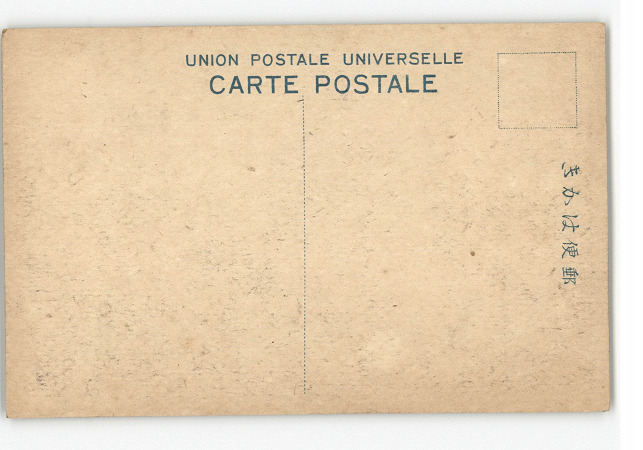 UNION POSTALE UNIVERSELLE
CARTE POSTALE
きかは便郵